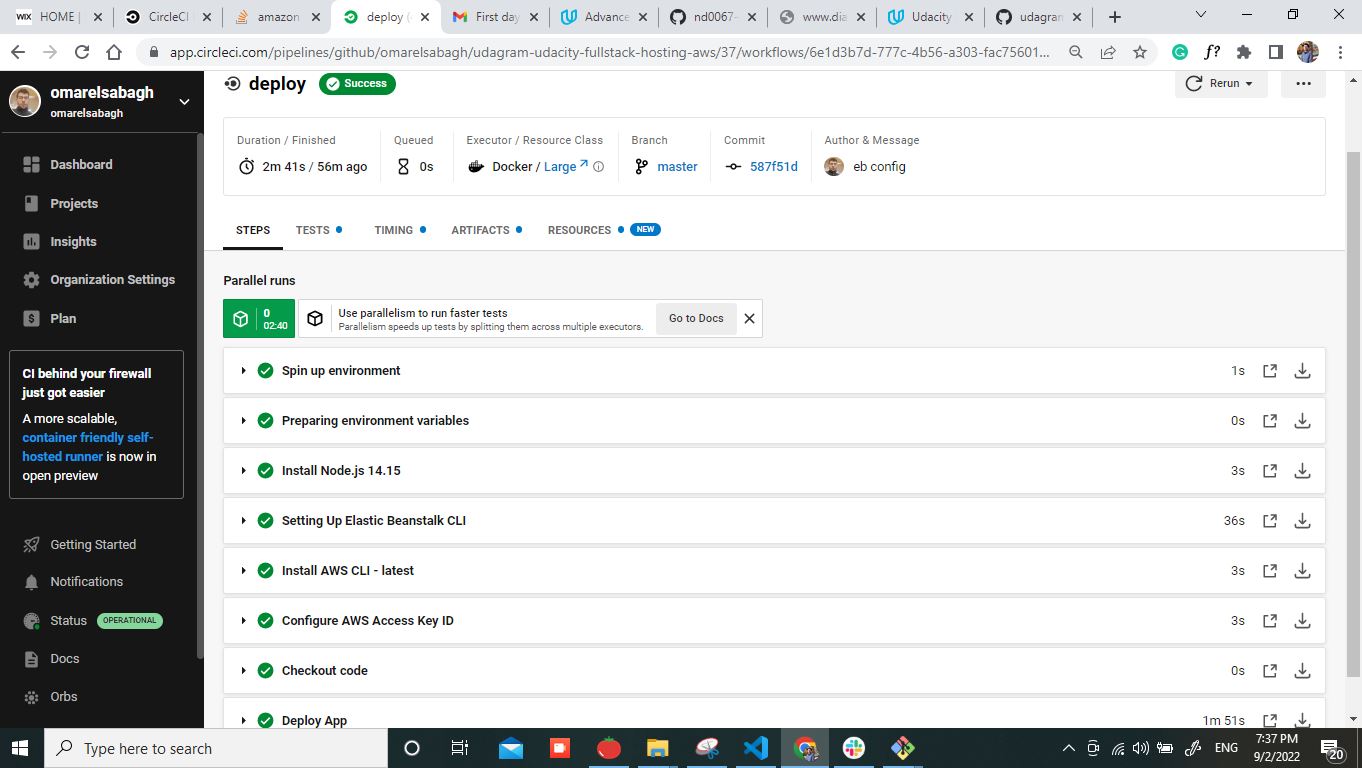 WIX HOME |
CircleCI
amazon
deploy (
First day
Advance
nd0067-
www.dia
Udacity
udagram
app.circleci.com/pipelines/github/omarelsabagh/udagram-udacity-fullstack-hosting-aws/37/workflows/6e1d3b7d-777c-4b56-a303-fac75601...
f?
omarelsabagh
omarelsabagh
Dashboard
Projects
Insights
Organization Settings
Plan
CI behind your firewall
just got easier
A more scalable,
container friendly self-
hosted runner is now in
open preview
Getting Started
Notifications
Status OPERATIONAL
Docs
Orbs
deploy Success
Rerun
Duration / Finished
2m 41s / 56m ago
Queued
0s
Executor / Resource Class
Docker / Large
Branch
master
Commit
587f51d
Author & Message
eb config
STEPS TESTS TIMING ARTIFACTS RESOURCES NEW
Parallel runs
0
02:40
Use parallelism to run faster tests
Parallelism speeds up tests by splitting them across multiple executors.
Go to Docs
Spin up environment 1s
Preparing environment variables 0s
Install Node.js 14.15 3s
Setting Up Elastic Beanstalk CLI 36s
Install AWS CLI - latest 3s
Configure AWS Access Key ID 3s
Checkout code 0s
Deploy App 1m 51s
Type here to search
ENG
7:37 PM
9/2/2022
20